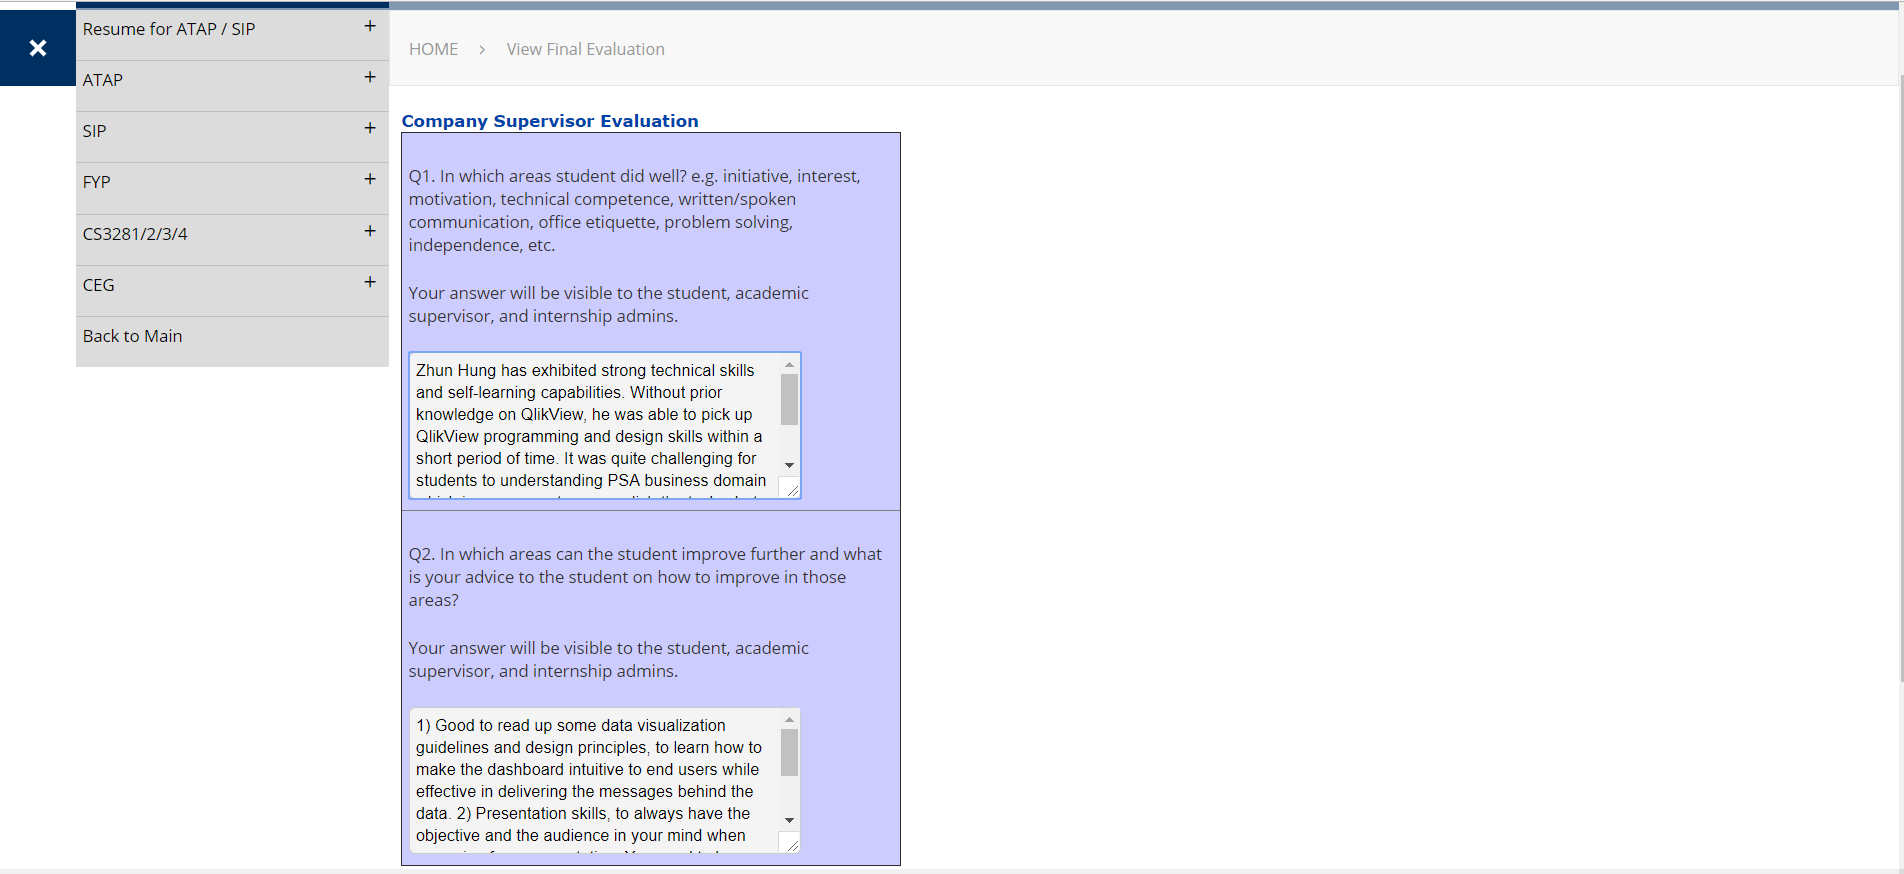 Resume for ATAP / SIP +
ATAP +
SIP +
FYP +
CS3281/2/3/4 +
CEG +
Back to Main
HOME > View Final Evaluation
Company Supervisor Evaluation
Q1. In which areas student did well? e.g. initiative, interest,
motivation, technical competence, written/spoken
communication, office etiquette, problem solving,
independence, etc.
Your answer will be visible to the student, academic
supervisor, and internship admins.
Zhun Hung has exhibited strong technical skills
and self-learning capabilities. Without prior
knowledge on QlikView, he was able to pick up
QlikView programming and design skills within a
short period of time. It was quite challenging for
students to understanding PSA business domain
Q2. In which areas can the student improve further and what
is your advice to the student on how to improve in those
areas?
Your answer will be visible to the student, academic
supervisor, and internship admins.
1) Good to read up some data visualization
guidelines and design principles, to learn how to
make the dashboard intuitive to end users while
effective in delivering the messages behind the
data. 2) Presentation skills, to always have the
objective and the audience in your mind when